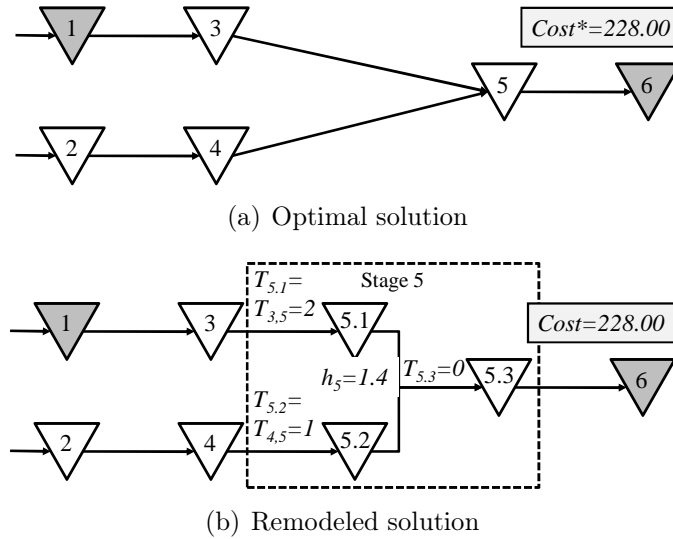 1
3
Cost*=228.00
5
6
2
4
(a) Optimal solution
T5.1=
Stage 5
T3,5=2
1
3
5.1
Cost=228.00
h5=1.4
T5.3=0
5.3
6
T5.2=
T4,5=1
2
4
5.2
(b) Remodeled solution